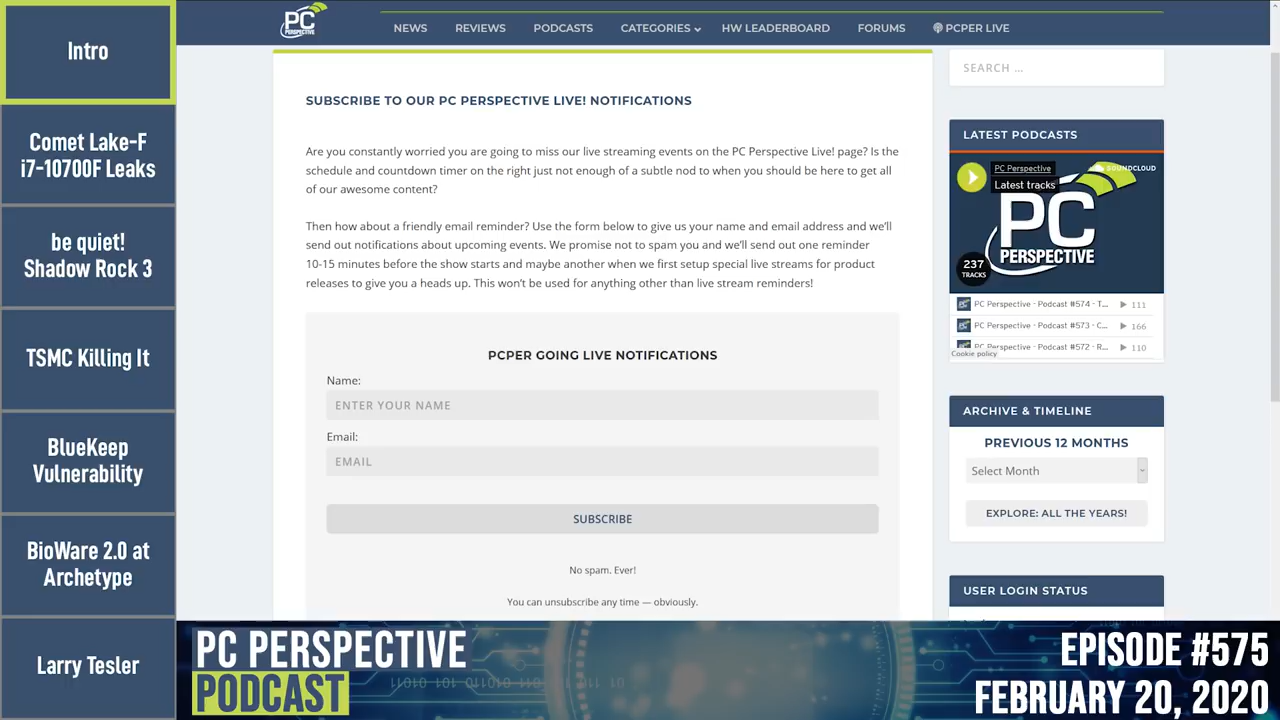 Intro
Comet Lake-F
i7-10700F Leaks
be quiet!
Shadow Rock 3
TSMC Killing It
BlueKeep
Vulnerability
BioWare 2.0 at
Archetype
Larry Tesler
PC
PERSPECTIVE
NEWS REVIEWS PODCASTS CATEGORIES HW LEADERBOARD FORUMS PCPER LIVE
SUBSCRIBE TO OUR PC PERSPECTIVE LIVE! NOTIFICATIONS
Are you constantly worried you are going to miss our live streaming events on the PC Perspective Live! page? Is the
schedule and countdown timer on the right just not enough of a subtle nod to when you should be here to get all
of our awesome content?
Then how about a friendly email reminder? Use the form below to give us your name and email address and we'll
send out notifications about upcoming events. We promise not to spam you and we'll send out one reminder
10-15 minutes before the show starts and maybe another when we first setup special live streams for product
releases to give you a heads up. This won't be used for anything other than live stream reminders!
PCPER GOING LIVE NOTIFICATIONS
Name:
ENTER YOUR NAME
Email:
EMAIL
SUBSCRIBE
No spam. Ever!
You can unsubscribe any time — obviously.
SEARCH …
LATEST PODCASTS
PC Perspective
Latest tracks
SOUNDCLOUD
PC
PERSPECTIVE
237
TRACKS
PC Perspective - Podcast #574 - T... 111
PC Perspective - Podcast #573 - C... 166
PC Perspective - Podcast #572 - R... 110
Cookie policy
ARCHIVE & TIMELINE
PREVIOUS 12 MONTHS
Select Month
EXPLORE: ALL THE YEARS!
USER LOGIN STATUS
PC PERSPECTIVE
PODCAST
EPISODE #575
FEBRUARY 20, 2020